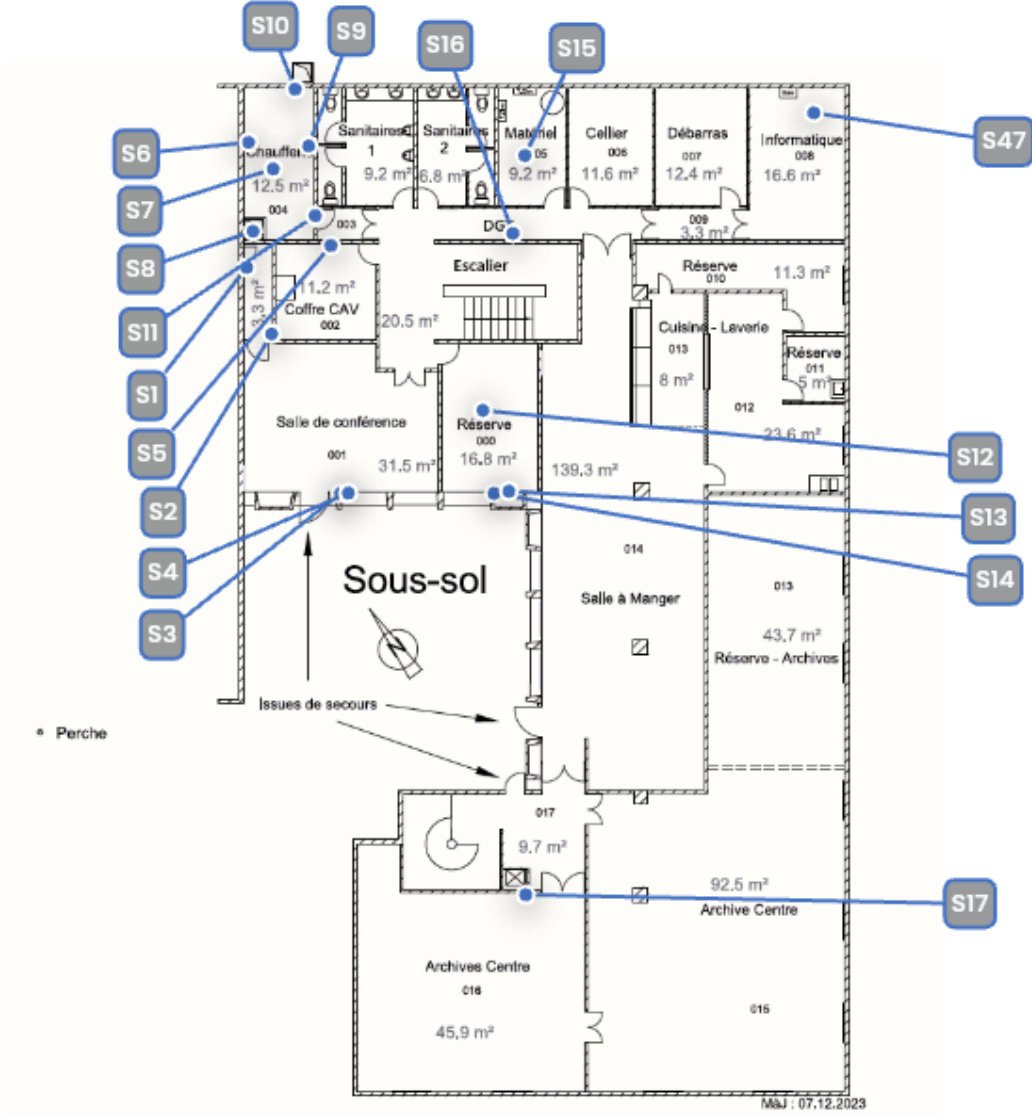 S10
S9
S16
S15
S6
S47
S7
S8
S11
S1
S5
S2
S4
S3
S12
S13
S14
S17
Chaufferie
12.5 m²
004
Sanitaires
1
9.2 m²
Sanitaires
2
6.8 m²
Matériel
05
9.2 m²
Cellier
006
11.6 m²
Débarras
007
12.4 m²
Informatique
008
16.6 m²
003
DG
009
3.3 m²
Escalier
20.5 m²
3,3 m²
11.2 m²
Coffre CAV
002
Réserve
010
11.3 m²
Cuisine - Laverie
013
8 m²
Réserve
011
5 m²
012
23.6 m²
Salle de conférence
001
31.5 m²
Réserve
000
16.8 m²
139.3 m²
014
Salle à Manger
013
43.7 m²
Réserve - Archives
Sous-sol
Issues de secours
Perche
017
9.7 m²
92.5 m²
Archive Centre
015
Archives Centre
016
45,9 m²
MàJ : 07.12.2023